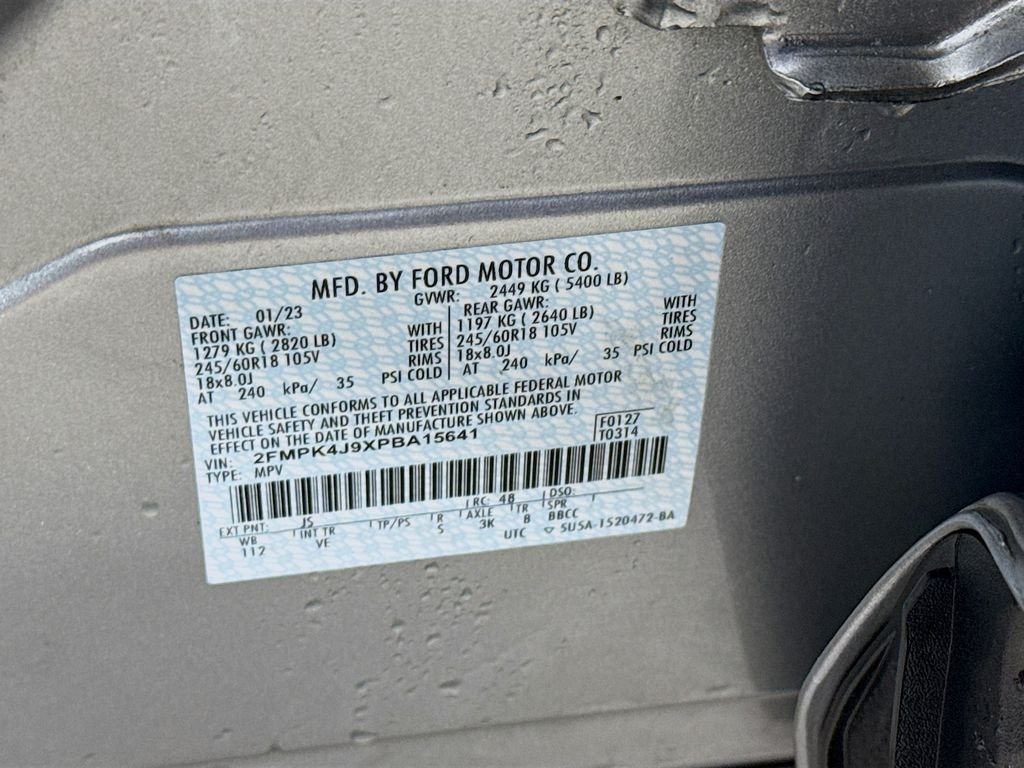 MFD. BY FORD MOTOR CO.
DATE: 01/23 GVWR: 2449 KG ( 5400 LB)
FRONT GAWR: REAR GAWR:
1279 KG ( 2820 LB) WITH 1197 KG ( 2640 LB) WITH
245/60R18 105V TIRES 245/60R18 105V TIRES
18x8.0J RIMS 18x8.0J RIMS
AT 240 kPa/ 35 PSI COLD AT 240 kPa/ 35 PSI COLD
THIS VEHICLE CONFORMS TO ALL APPLICABLE FEDERAL MOTOR
VEHICLE SAFETY AND THEFT PREVENTION STANDARDS IN
EFFECT ON THE DATE OF MANUFACTURE SHOWN ABOVE.
VIN: 2FMPK4J9XPBA15641 F0127
TYPE: MPV T0314
EXT PNT: JS RC: 48 DSO:
WB INT TR TP/PS R AXLE TR SPR
112 VE S 3K 8 BBCC
UTC ▽ 5U5A-1520472-BA